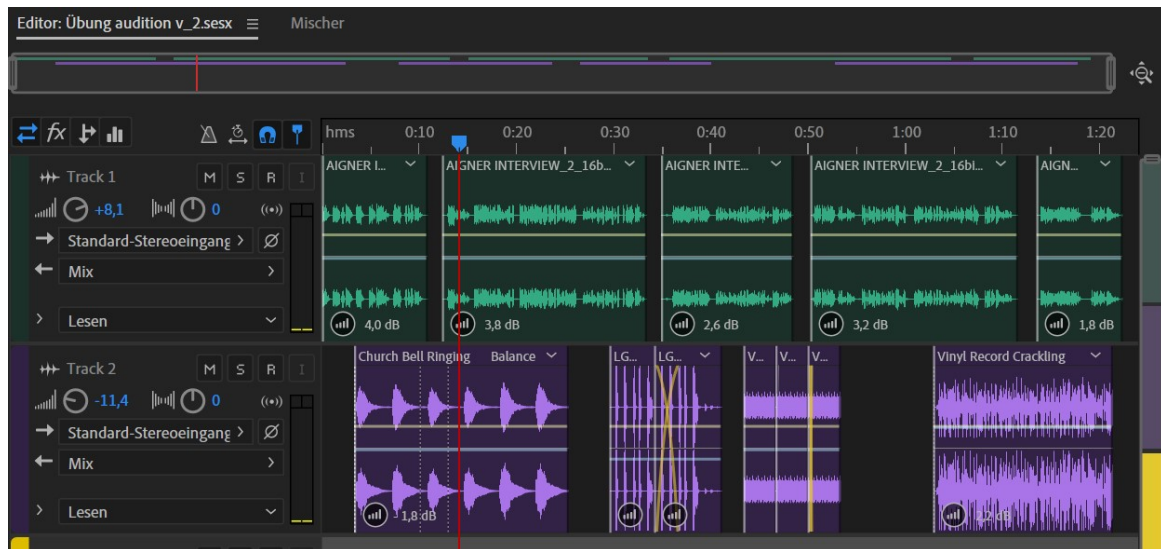 Editor: Übung audition v_2.sesx Mischer
hms 0:10 0:20 0:30 0:40 0:50 1:00 1:10 1:20
AIGNER I... AIGNER INTERVIEW_2_16b... AIGNER INTE... AIGNER INTERVIEW_2_16bi... AIGN...
Track 1 M S R I
+8,1 0
Standard-Stereoeingang
Mix
Lesen
4,0 dB 3,8 dB 2,6 dB 3,2 dB 1,8 dB
Church Bell Ringing Balance LG... LG... V... V... V... Vinyl Record Crackling
Track 2 M S R I
-11,4 0
Standard-Stereoeingang
Mix
Lesen
- 1,8 dB